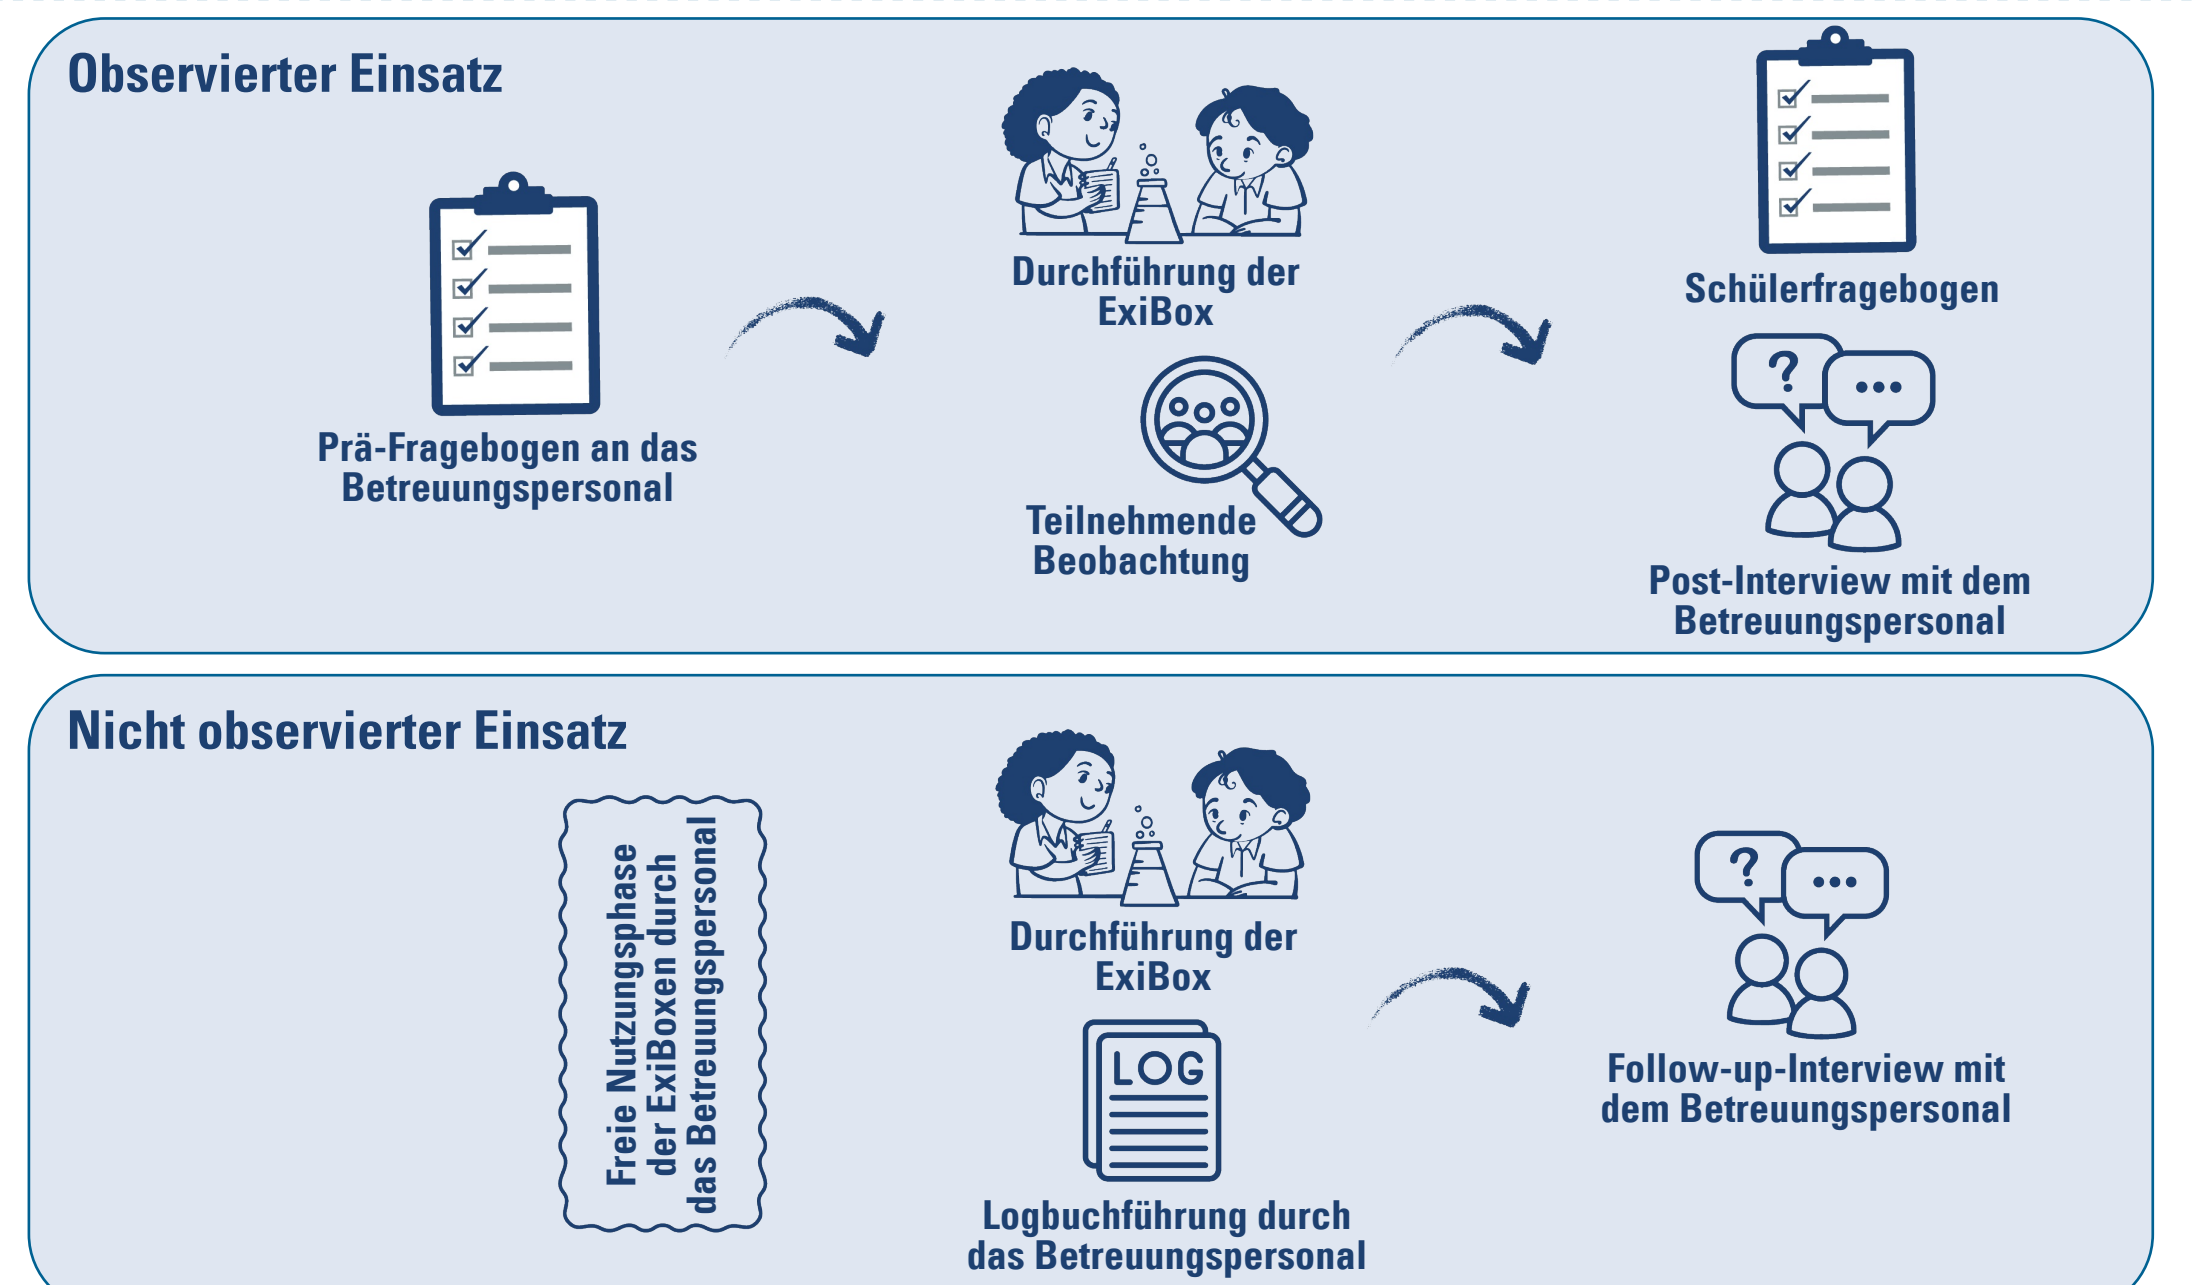 Observierter Einsatz
Prä-Fragebogen an das
Betreuungspersonal
Durchführung der
ExiBox
Teilnehmende
Beobachtung
Schülerfragebogen
?
Post-Interview mit dem
Betreuungspersonal
Nicht observierter Einsatz
Freie Nutzungsphase
der ExiBoxen durch
das Betreuungspersonal
Durchführung der
ExiBox
LOG
Logbuchführung durch
das Betreuungspersonal
?
Follow-up-Interview mit
dem Betreuungspersonal